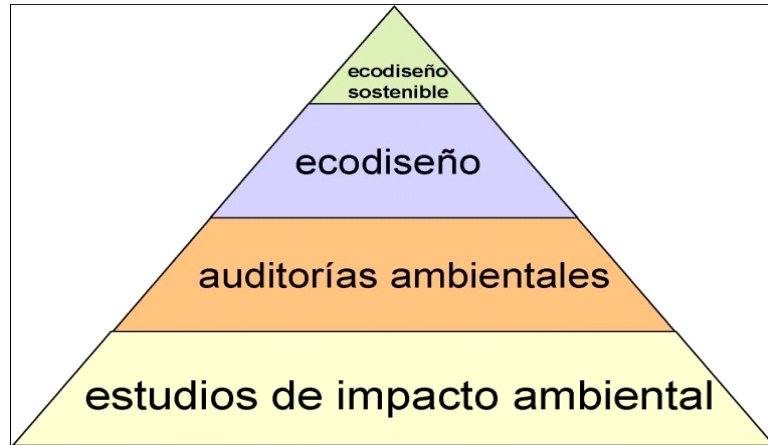 ecodiseño
sostenible
ecodiseño
auditorías ambientales
estudios de impacto ambiental